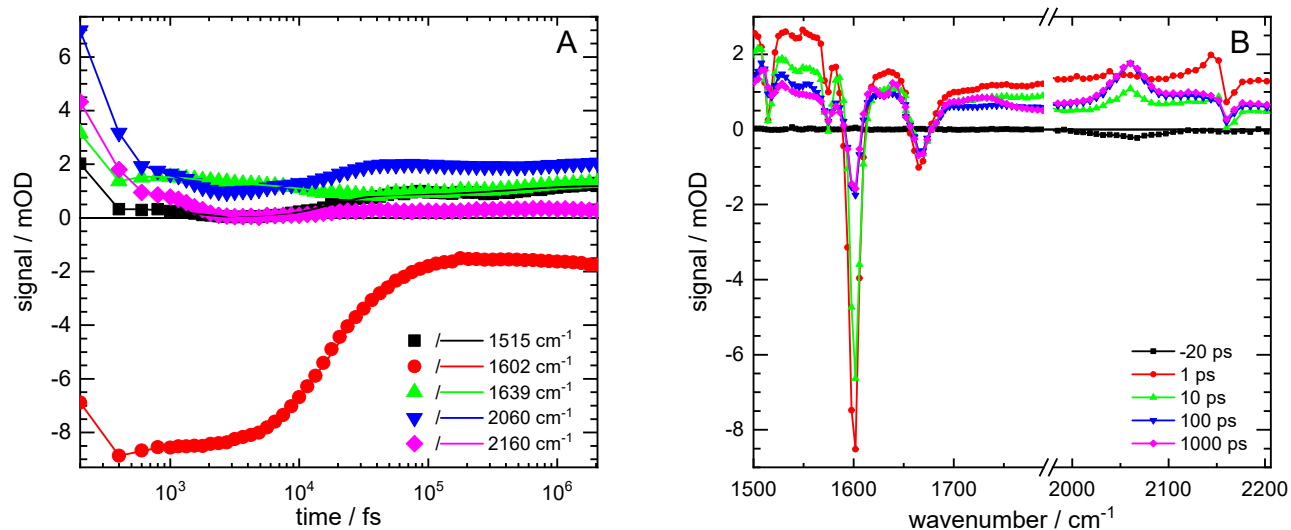 A
6
4
2
0
-2
-4
-6
-8
signal / mOD
■ /— 1515 cm⁻¹
● /— 1602 cm⁻¹
▲ /— 1639 cm⁻¹
▼ /— 2060 cm⁻¹
◆ /— 2160 cm⁻¹
10³ 10⁴ 10⁵ 10⁶
time / fs
B
2
0
-2
-4
-6
-8
signal / mOD
-20 ps
1 ps
10 ps
100 ps
1000 ps
1500 1600 1700 2000 2100 2200
wavenumber / cm⁻¹